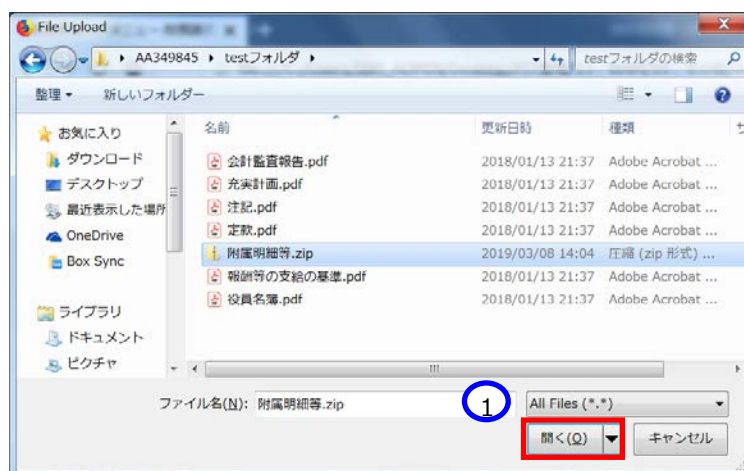 File Upload
AA349845 ▸ testフォルダ ▸
testフォルダの検索
整理 新しいフォルダー
名前 更新日時 種類 サ
お気に入り
ダウンロード
デスクトップ
最近表示した場所
OneDrive
Box Sync
ライブラリ
ドキュメント
ピクチャ
会計監査報告.pdf 2018/01/13 21:37 Adobe Acrobat ...
充実計画.pdf 2018/01/13 21:37 Adobe Acrobat ...
注記.pdf 2018/01/13 21:37 Adobe Acrobat ...
定款.pdf 2018/01/13 21:37 Adobe Acrobat ...
附属明細等.zip 2019/03/08 14:04 圧縮 (zip 形式) ...
報酬等の支給の基準.pdf 2018/01/13 21:37 Adobe Acrobat ...
役員名簿.pdf 2018/01/13 21:37 Adobe Acrobat ...
ファイル名(N): 附属明細等.zip
1
All Files (*.*)
開く(O) キャンセル